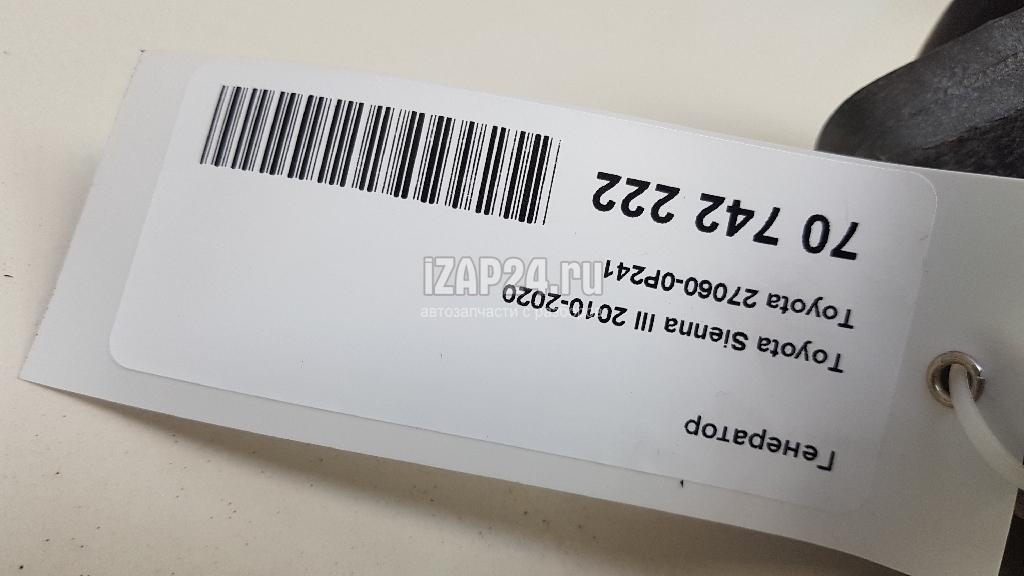 Генератор
Toyota Sienna III 2010-2020
Toyota 27060-0P241
70 742 222
iZAP24.ru
автозапчасти с